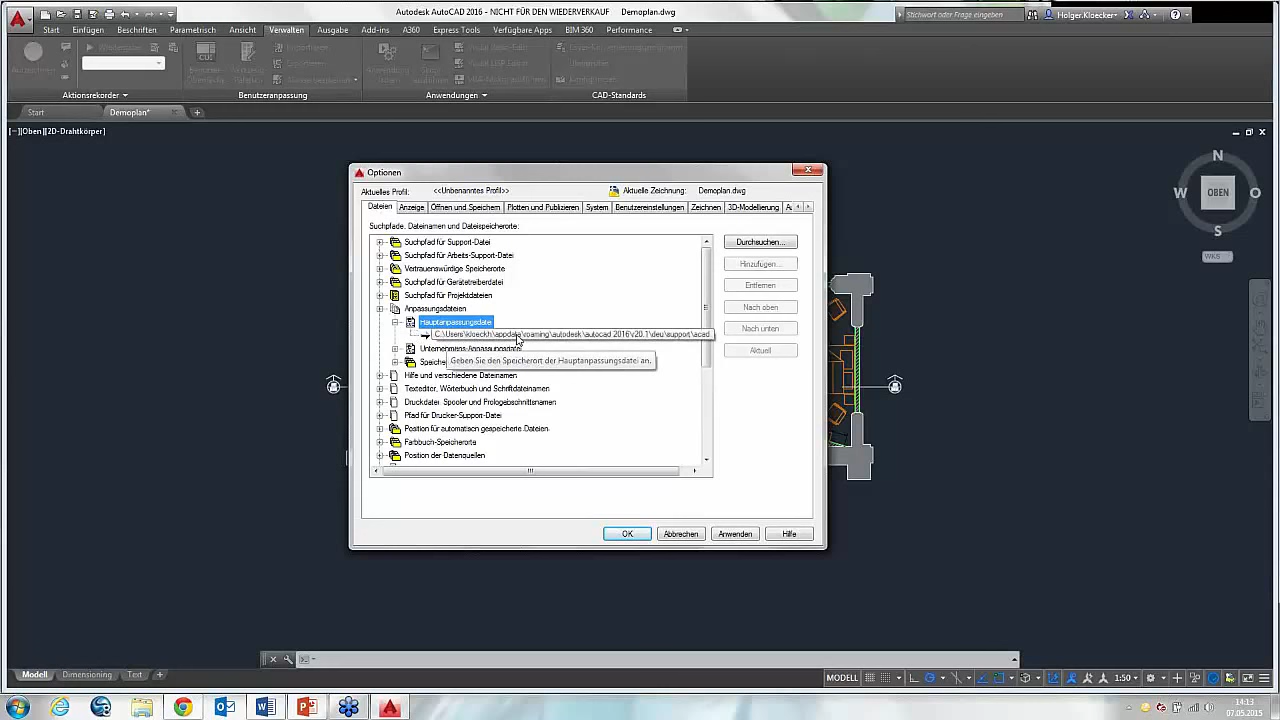 Autodesk AutoCAD 2016 - NICHT FÜR DEN WIEDERVERKAUF Demoplan.dwg
Stichwort oder Frage eingeben
Holger.Kloecker
Start Einfügen Beschriften Parametrisch Ansicht Verwalten Ausgabe Add-ins A360 Express Tools Verfügbare Apps BIM 360 Performance
CUI
Aktionsrekorder Benutzeranpassung Anwendungen CAD-Standards
Start Demoplan*
[−][Oben][2D-Drahtkörper]
N
W OBEN O
S
WKS
Optionen
Aktuelles Profil: <<Unbenanntes Profil>> Aktuelle Zeichnung: Demoplan.dwg
Dateien Anzeige Öffnen und Speichern Plotten und Publizieren System Benutzereinstellungen Zeichnen 3D-Modellierung
Suchpfade, Dateinamen und Dateispeicherorte:
Suchpfad für Support-Datei
Suchpfad für Arbeits-Support-Datei
Vertrauenswürdige Speicherorte
Suchpfad für Gerätetreiberdatei
Suchpfad für Projektdateien
Anpassungsdateien
Hauptanpassungsdatei
C:\Users\kloeckh\appdata\roaming\autodesk\autocad 2016\r20.1\deu\support\acad
Unternehmens-Anpassungsdatei
Geben Sie den Speicherort der Hauptanpassungsdatei an.
Hilfe und verschiedene Dateinamen
Texteditor, Wörterbuch und Schriftdateinamen
Druckdatei, Spooler und Prologabschnittsnamen
Pfad für Drucker-Support-Datei
Position für automatisch gespeicherte Dateien
Farbbuch-Speicherorte
Position der Datenquellen
Durchsuchen...
Hinzufügen...
Entfernen
Nach oben
Nach unten
Aktuell
OK Abbrechen Anwenden Hilfe
Modell Dimensioning Text
MODELL 1:50
14:13
07.05.2015